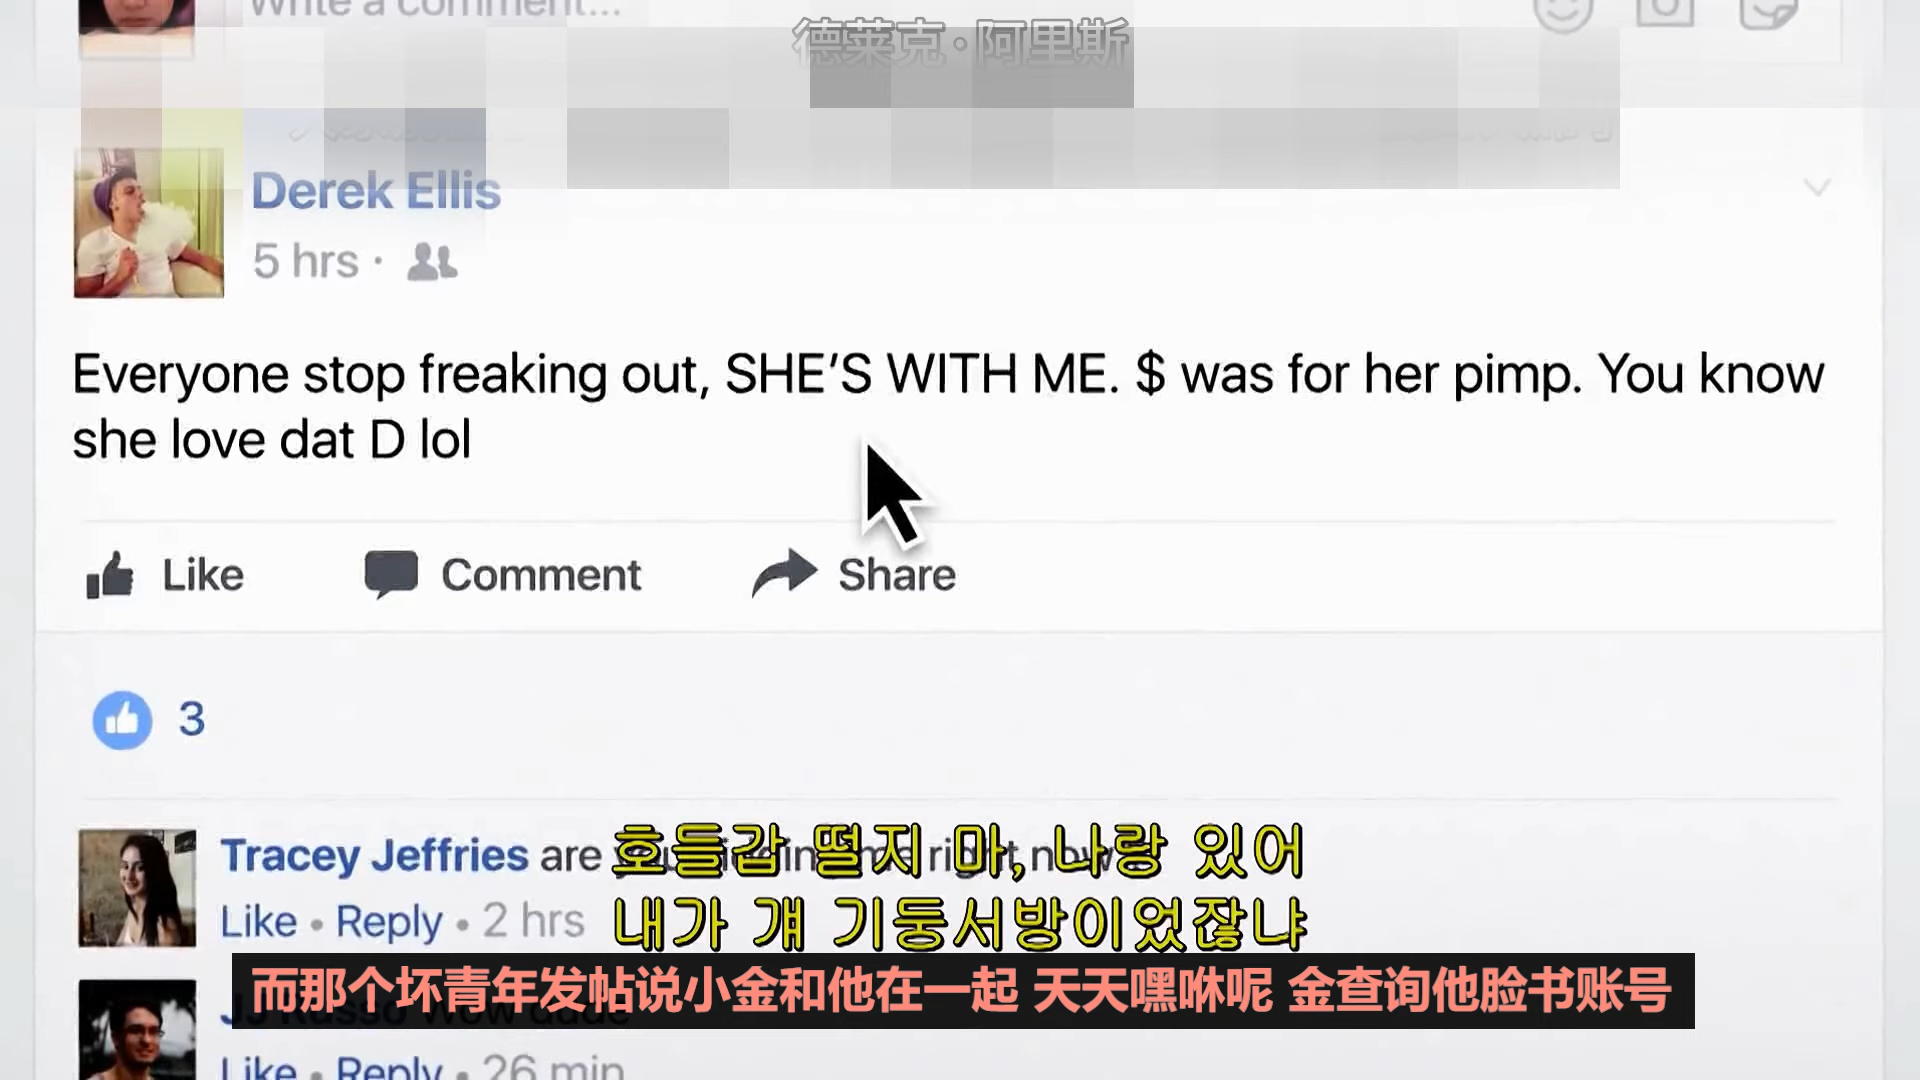 Write a comment...
德莱克·阿里斯
Derek Ellis
5 hrs ·
Everyone stop freaking out, SHE'S WITH ME. $ was for her pimp. You know
she love dat D lol
Like Comment Share
3
Tracey Jeffries are right now
호들갑 떨지 마, 나랑 있어
Like • Reply • 2 hrs
내가 걔 기둥서방이었잖냐
而那个坏青年发帖说小金和他在一起 天天嘿咻呢 金查询他脸书账号
Like • Reply • 26 min